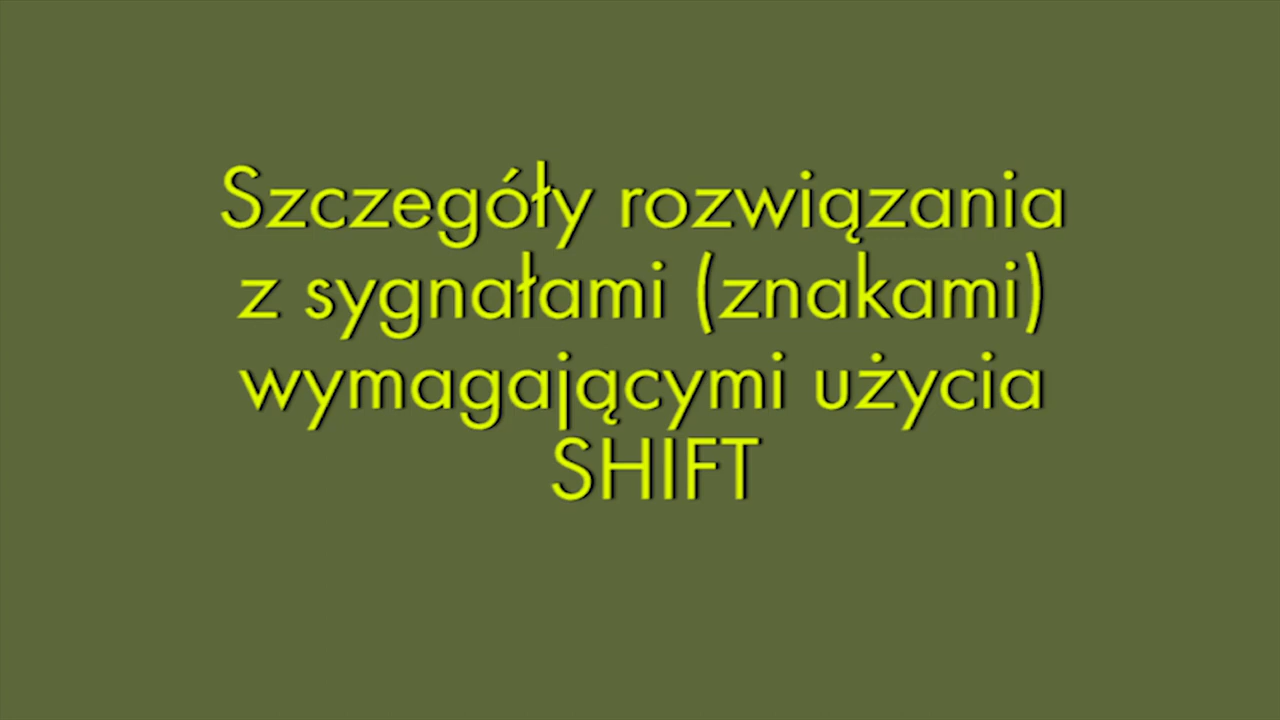 Szczegóły rozwiązania
z sygnałami (znakami)
wymagającymi użycia
SHIFT